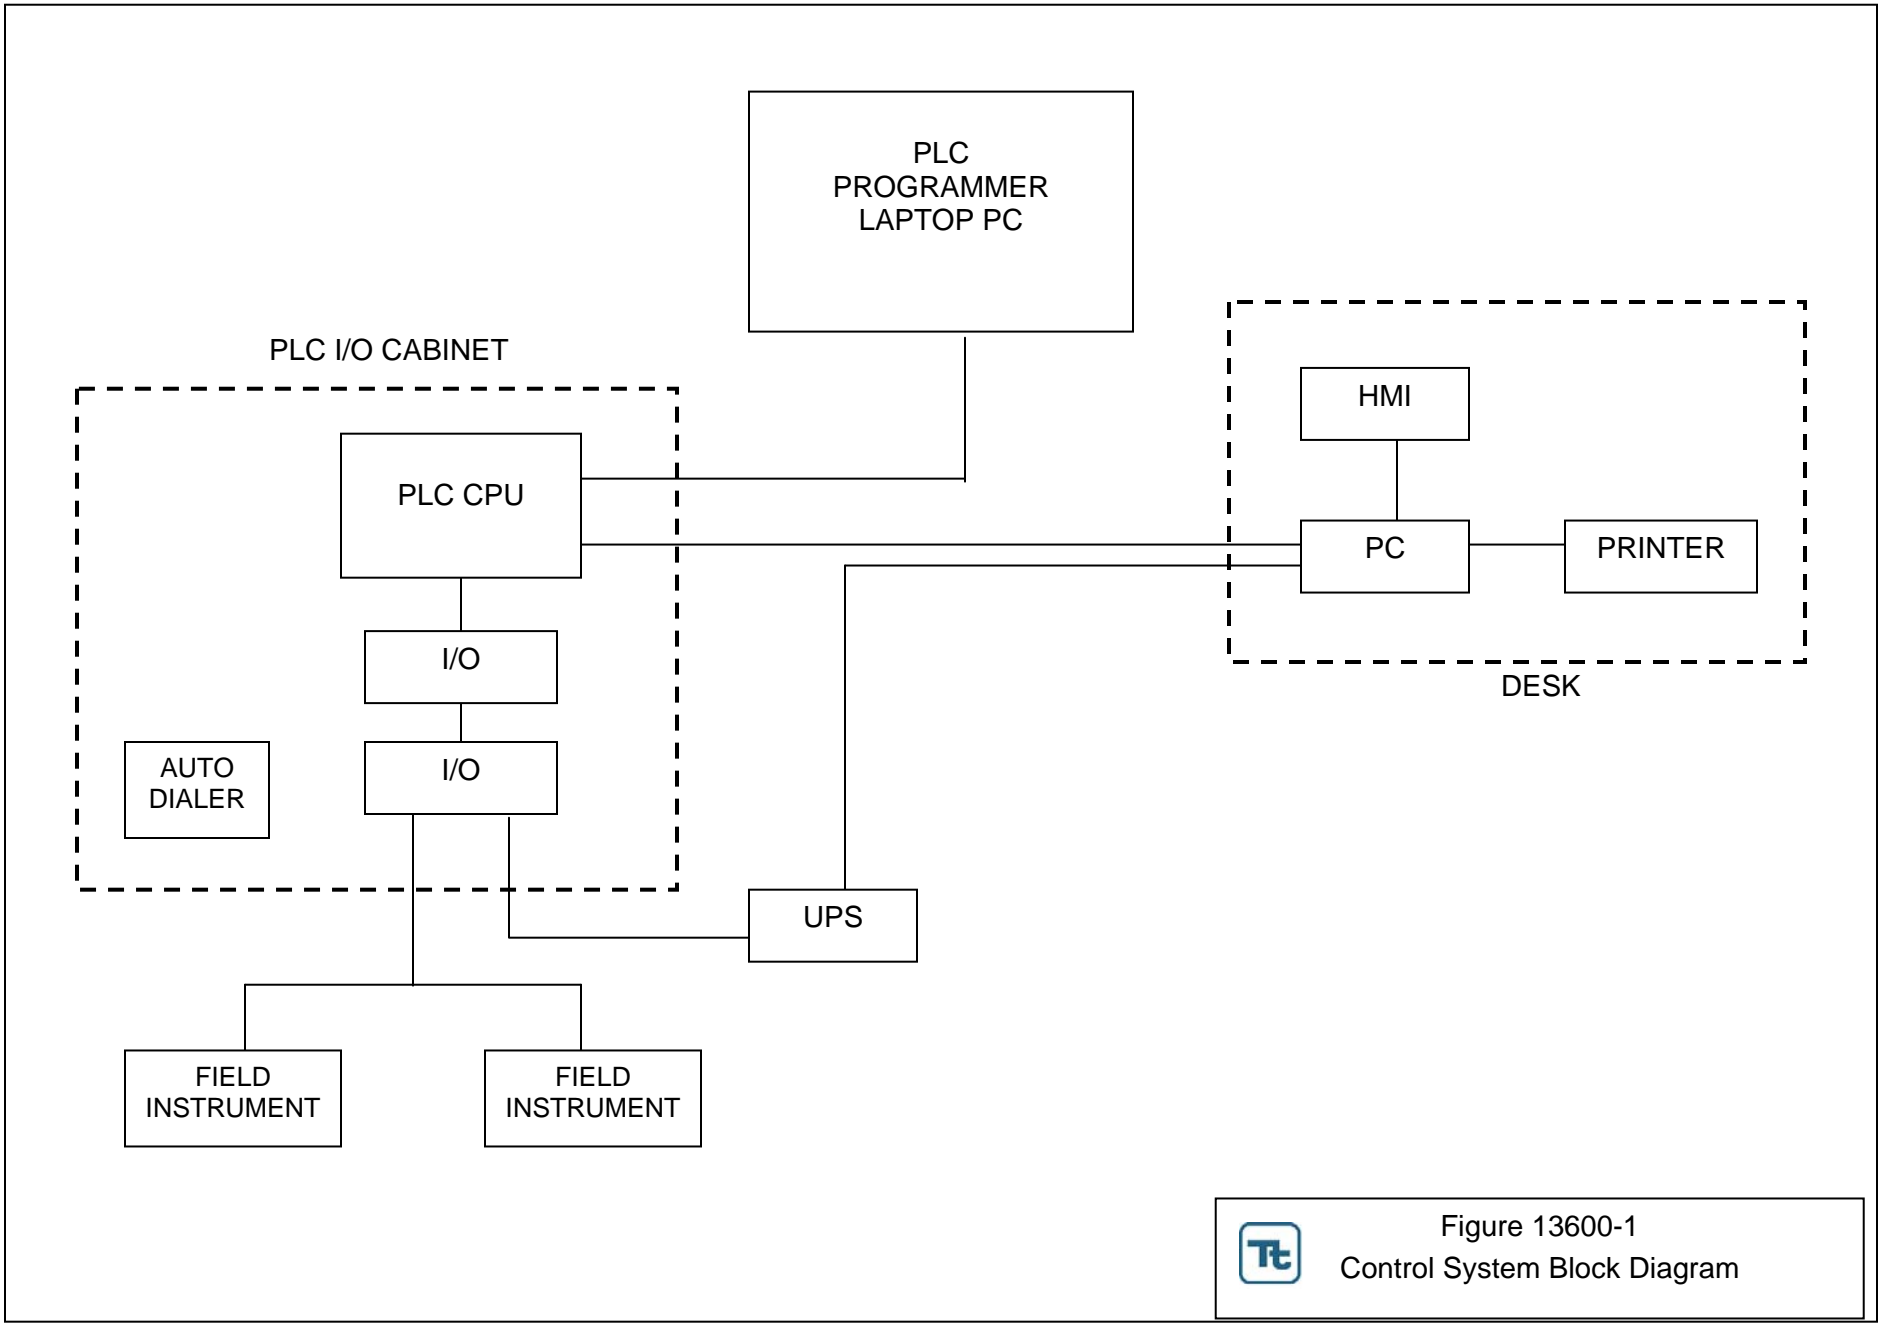 PLC
PROGRAMMER
LAPTOP PC
PLC I/O CABINET
HMI
PLC CPU
PC
PRINTER
I/O
DESK
I/O
AUTO
DIALER
UPS
FIELD
INSTRUMENT
FIELD
INSTRUMENT
Tt
Figure 13600-1
Control System Block Diagram